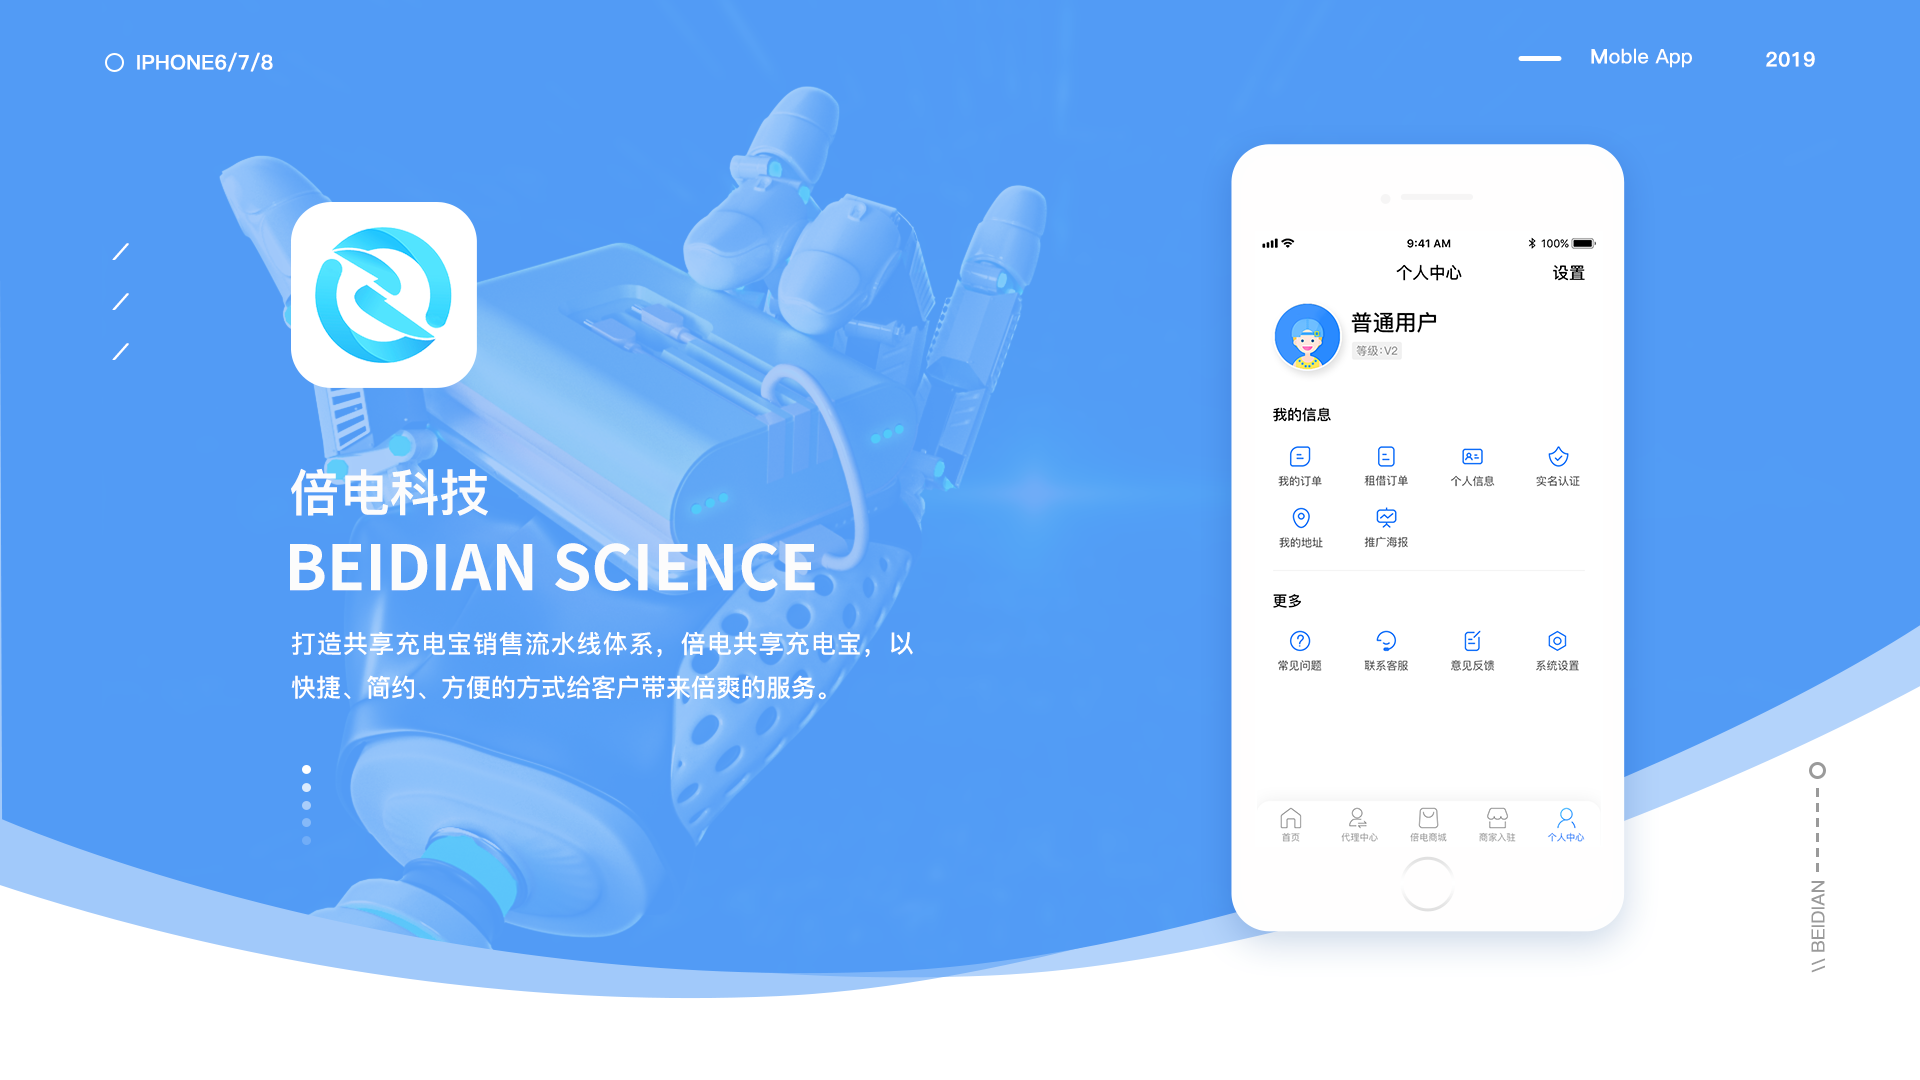 IPHONE6/7/8
Moble App
2019
倍电科技
BEIDIAN SCIENCE
打造共享充电宝销售流水线体系，倍电共享充电宝，以
快捷、简约、方便的方式给客户带来倍爽的服务。
9:41 AM
100%
个人中心
设置
普通用户
等级:V2
我的信息
我的订单
租借订单
个人信息
实名认证
我的地址
推广海报
更多
常见问题
联系客服
意见反馈
系统设置
首页
代理中心
倍电商城
商家入驻
个人中心
\\ BEIDIAN